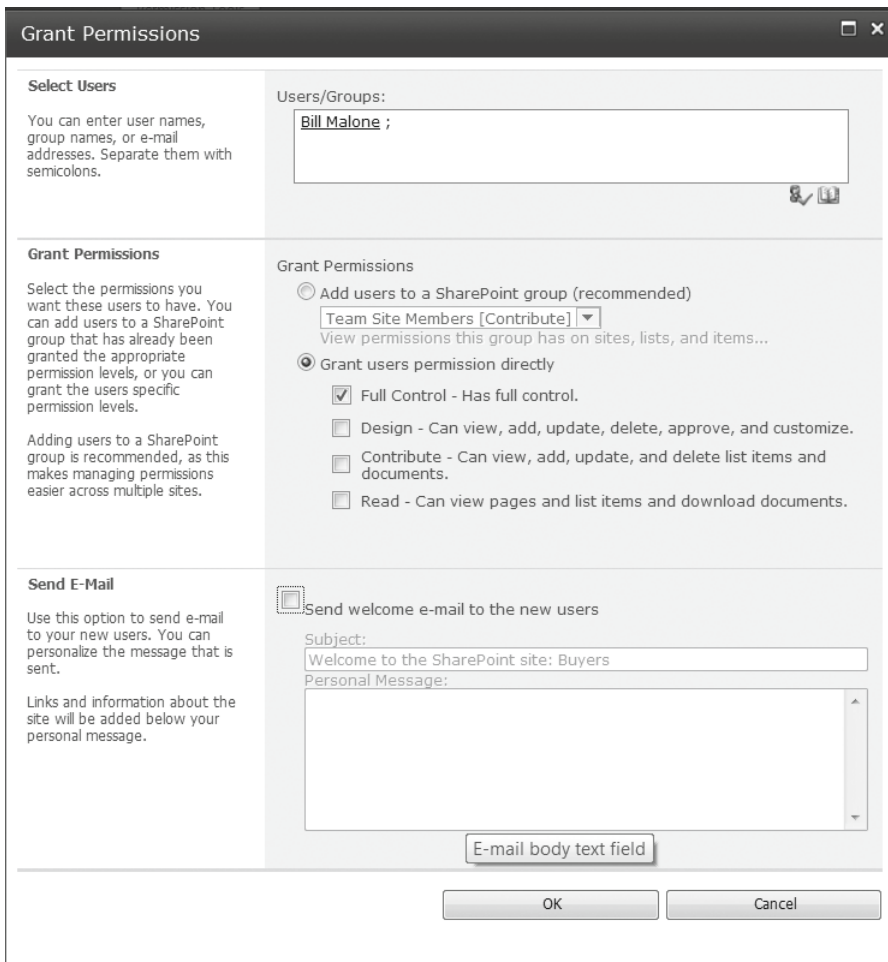 Grant Permissions
Select Users
You can enter user names,
group names, or e-mail
addresses. Separate them with
semicolons.
Users/Groups:
Bill Malone ;
Grant Permissions
Select the permissions you
want these users to have. You
can add users to a SharePoint
group that has already been
granted the appropriate
permission levels, or you can
grant the users specific
permission levels.
Adding users to a SharePoint
group is recommended, as this
makes managing permissions
easier across multiple sites.
Grant Permissions
Add users to a SharePoint group (recommended)
Team Site Members [Contribute]
View permissions this group has on sites, lists, and items...
Grant users permission directly
Full Control - Has full control.
Design - Can view, add, update, delete, approve, and customize.
Contribute - Can view, add, update, and delete list items and
documents.
Read - Can view pages and list items and download documents.
Send E-Mail
Use this option to send e-mail
to your new users. You can
personalize the message that is
sent.
Links and information about the
site will be added below your
personal message.
Send welcome e-mail to the new users
Subject:
Welcome to the SharePoint site: Buyers
Personal Message:
E-mail body text field
OK
Cancel